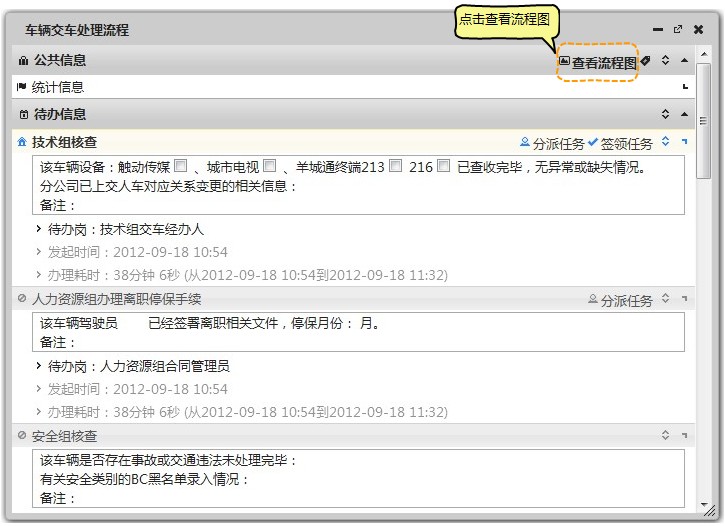 点击查看流程图
车辆交车处理流程
公共信息 查看流程图
统计信息
待办信息
技术组核查 分派任务 签领任务
该车辆设备：触动传媒 、城市电视 、羊城通终端213 216 已查收完毕，无异常或缺失情况。
分公司已上交人车对应关系变更的相关信息：
备注：
待办岗：技术组交车经办人
发起时间：2012-09-18 10:54
办理耗时：38分钟 6秒 (从2012-09-18 10:54到2012-09-18 11:32)
人力资源组办理离职停保手续 分派任务
该车辆驾驶员 已经签署离职相关文件，停保月份： 月。
备注：
待办岗：人力资源组合同管理员
发起时间：2012-09-18 10:54
办理耗时：38分钟 6秒 (从2012-09-18 10:54到2012-09-18 11:32)
安全组核查
该车辆是否存在事故或交通违法未处理完毕：
有关安全类别的BC黑名单录入情况：
备注：